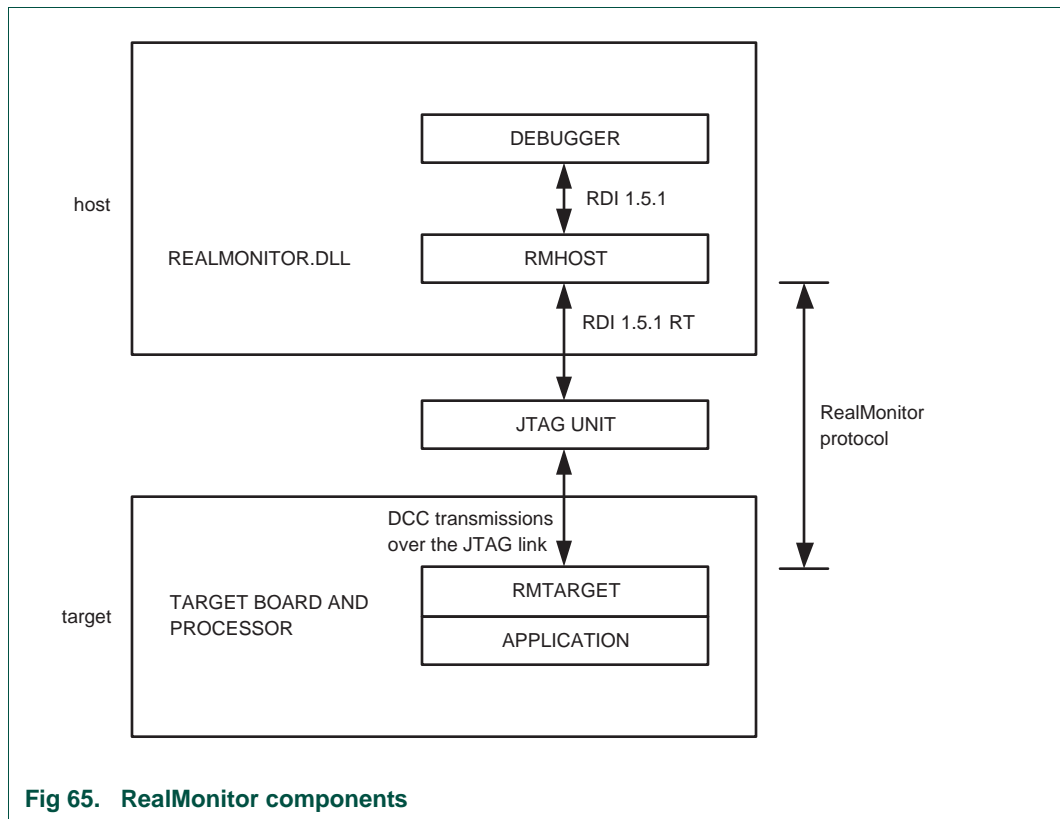 DEBUGGER
RDI 1.5.1
host
REALMONITOR.DLL
RMHOST
RDI 1.5.1 RT
JTAG UNIT
RealMonitor
protocol
DCC transmissions
over the JTAG link
target
TARGET BOARD AND
PROCESSOR
RMTARGET
APPLICATION
Fig 65. RealMonitor components